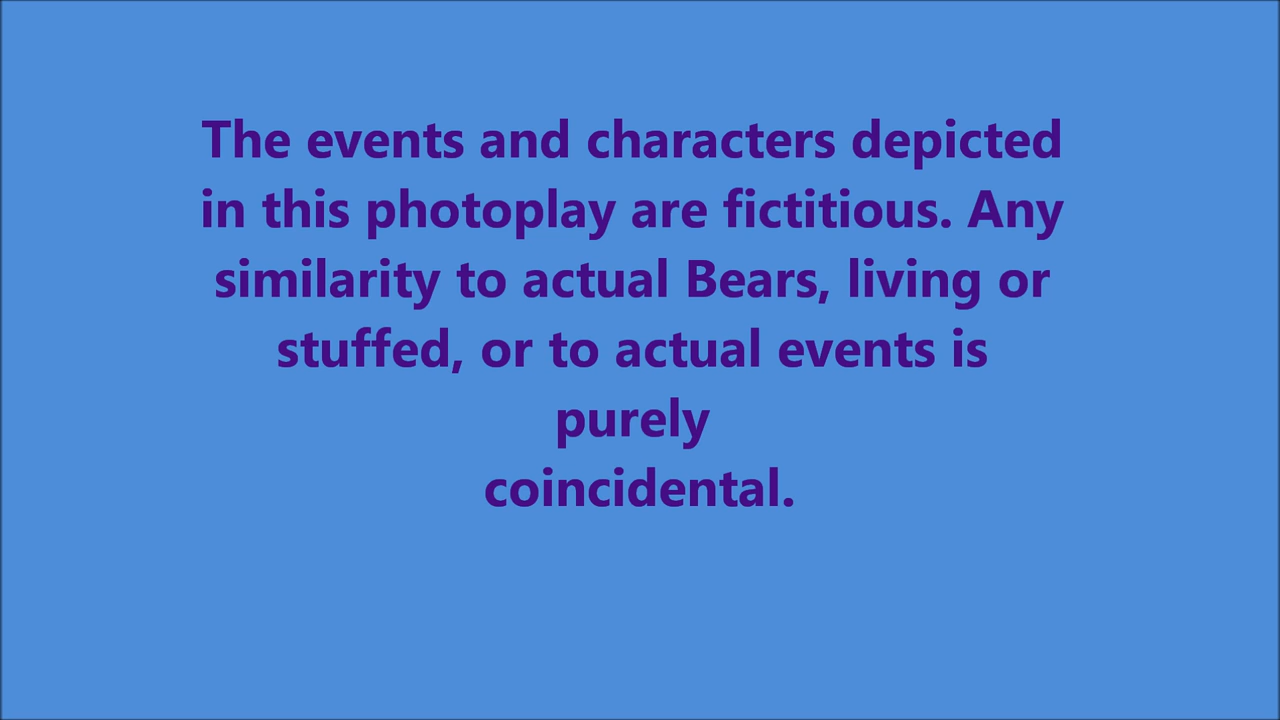 The events and characters depicted
in this photoplay are fictitious. Any
similarity to actual Bears, living or
stuffed, or to actual events is
purely
coincidental.